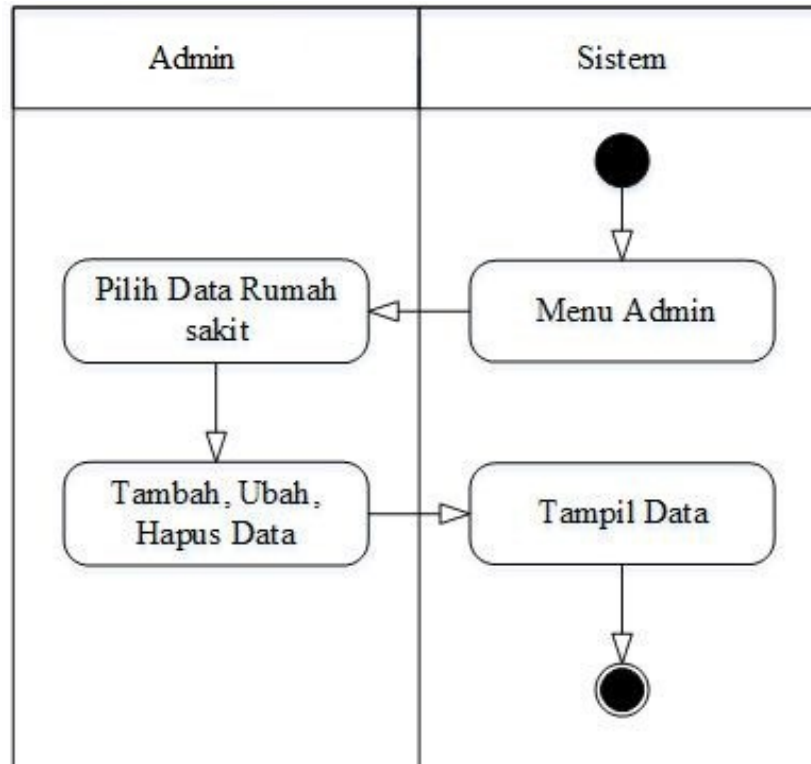 Admin
Sistem
Pilih Data Rumah
sakit
Menu Admin
Tambah, Ubah,
Hapus Data
Tampil Data